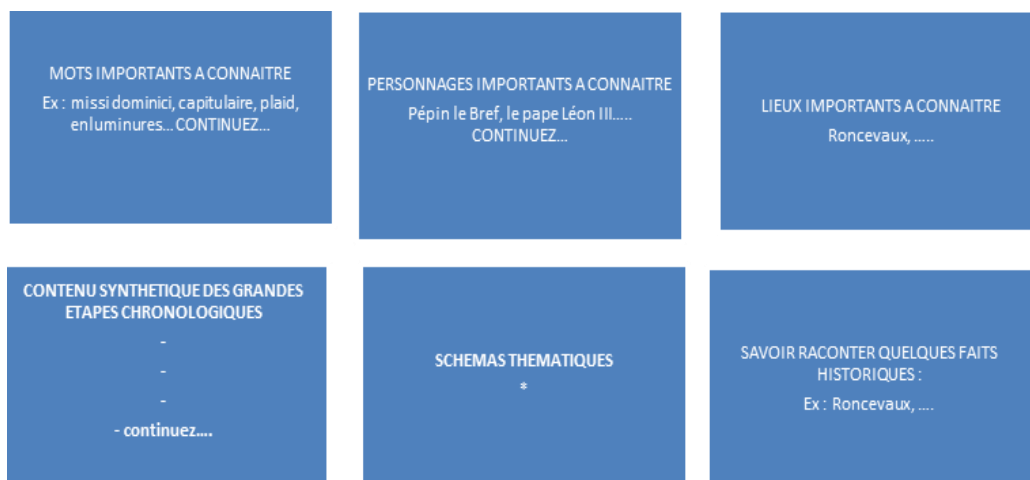 MOTS IMPORTANTS A CONNAITRE
Ex : missi dominici, capitulaire, plaid,
enluminures... CONTINUEZ...
PERSONNAGES IMPORTANTS A CONNAITRE
Pépin le Bref, le pape Léon III.....
CONTINUEZ...
LIEUX IMPORTANTS A CONNAITRE
Roncevaux, .....
CONTENU SYNTHETIQUE DES GRANDES
ETAPES CHRONOLOGIQUES
-
-
-
- continuez....
SCHEMAS THEMATIQUES
*
SAVOIR RACONTER QUELQUES FAITS
HISTORIQUES :
Ex : Roncevaux, ....